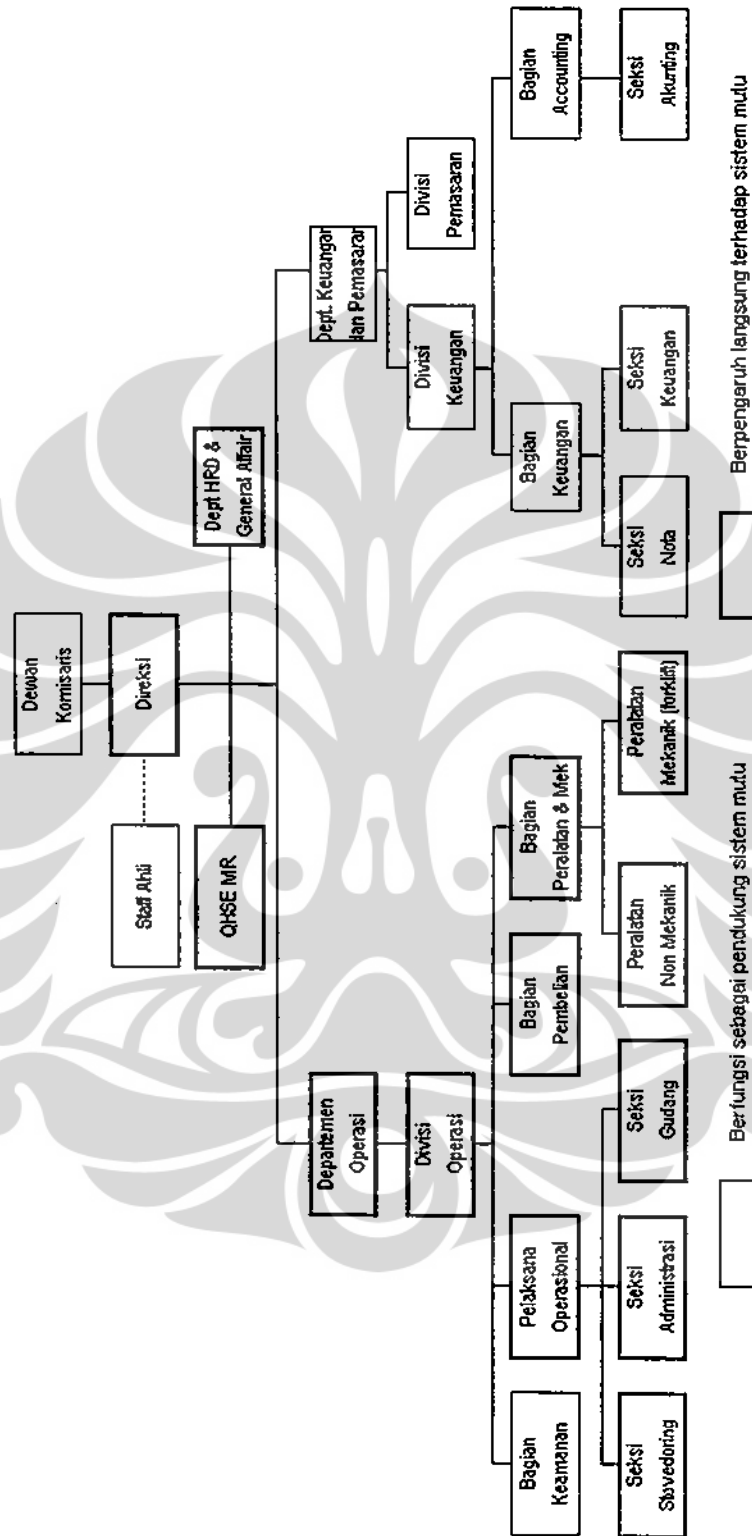 Dewan
Komisaris
Staff Ahli
Direksi
QHSE MR
Dept HRD &
General Affair
Departemen
Operasi
Dept. Keuangan
dan Pemasaran
Divisi
Operasi
Divisi
Keuangan
Divisi
Pemasaran
Bagian
Keamanan
Pelaksana
Operasional
Bagian
Pembelian
Bagian
Peralatan & Mek
Bagian
Keuangan
Bagian
Accounting
Seksi
Stevedoring
Seksi
Administrasi
Seksi
Gudang
Peralatan
Non Mekanik
Peralatan
Mekanik (forklift)
Seksi
Nota
Seksi
Keuangan
Seksi
Akunting
Berfungsi sebagai pendukung sistem mutu
Berpengaruh langsung terhadap sistem mutu